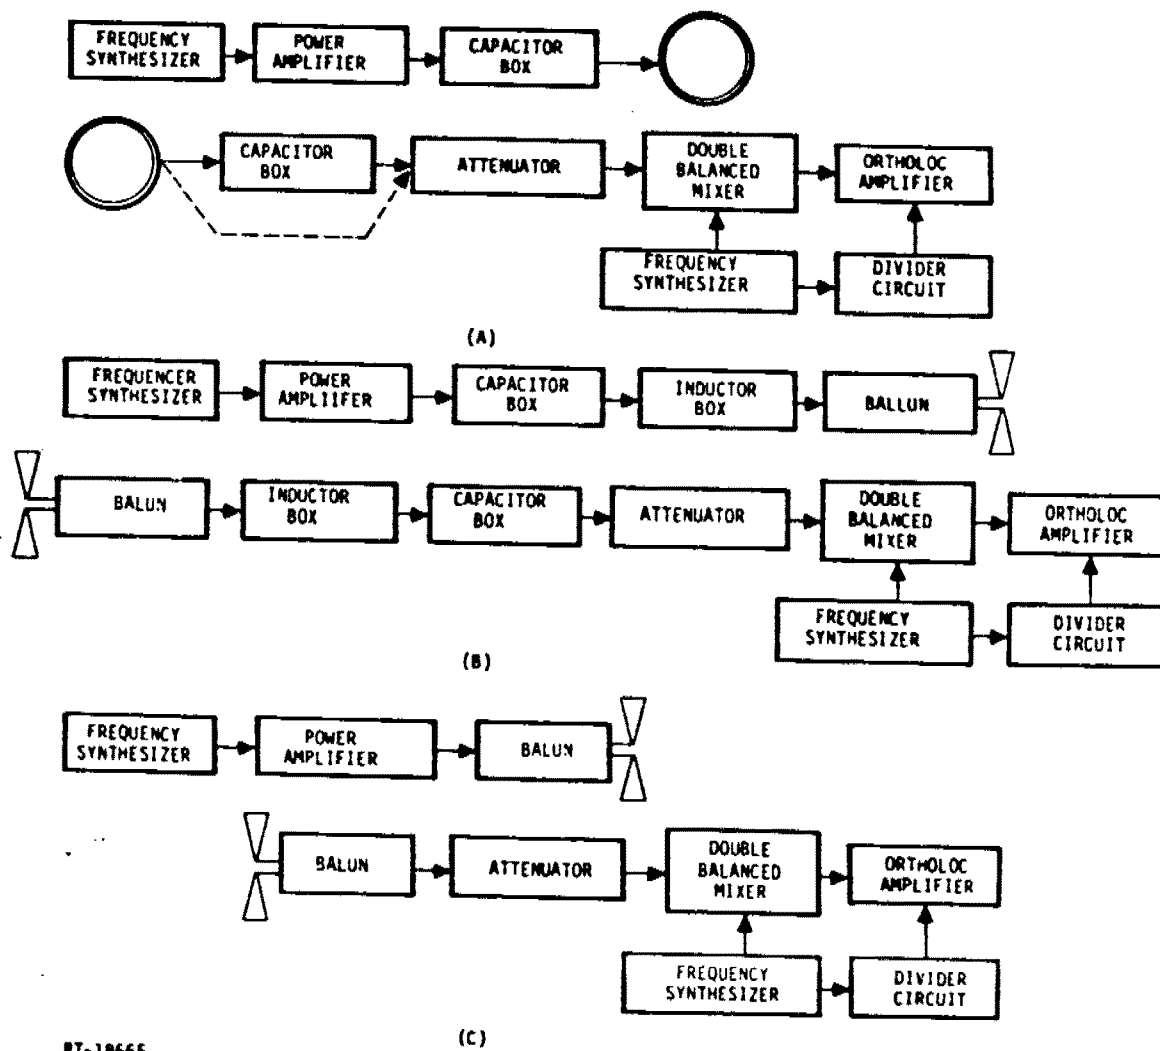 FREQUENCY
SYNTHESIZER
POWER
AMPLIFIER
CAPACITOR
BOX
CAPACITOR
BOX
ATTENUATOR
DOUBLE
BALANCED
MIXER
ORTHOLOC
AMPLIFIER
FREQUENCY
SYNTHESIZER
DIVIDER
CIRCUIT
(A)
FREQUENCER
SYNTHESIZER
POWER
AMPLIIFER
CAPACITOR
BOX
INDUCTOR
BOX
BALLUN
BALUN
INDUCTOR
BOX
CAPACITOR
BOX
ATTENUATOR
DOUBLE
BALANCED
MIXER
ORTHOLOC
AMPLIFIER
FREQUENCY
SYNTHESIZER
DIVIDER
CIRCUIT
(B)
FREQUENCY
SYNTHESIZER
POWER
AMPLIFIER
BALUN
BALUN
ATTENUATOR
DOUBLE
BALANCED
MIXER
ORTHOLOC
AMPLIFIER
FREQUENCY
SYNTHESIZER
DIVIDER
CIRCUIT
(C)